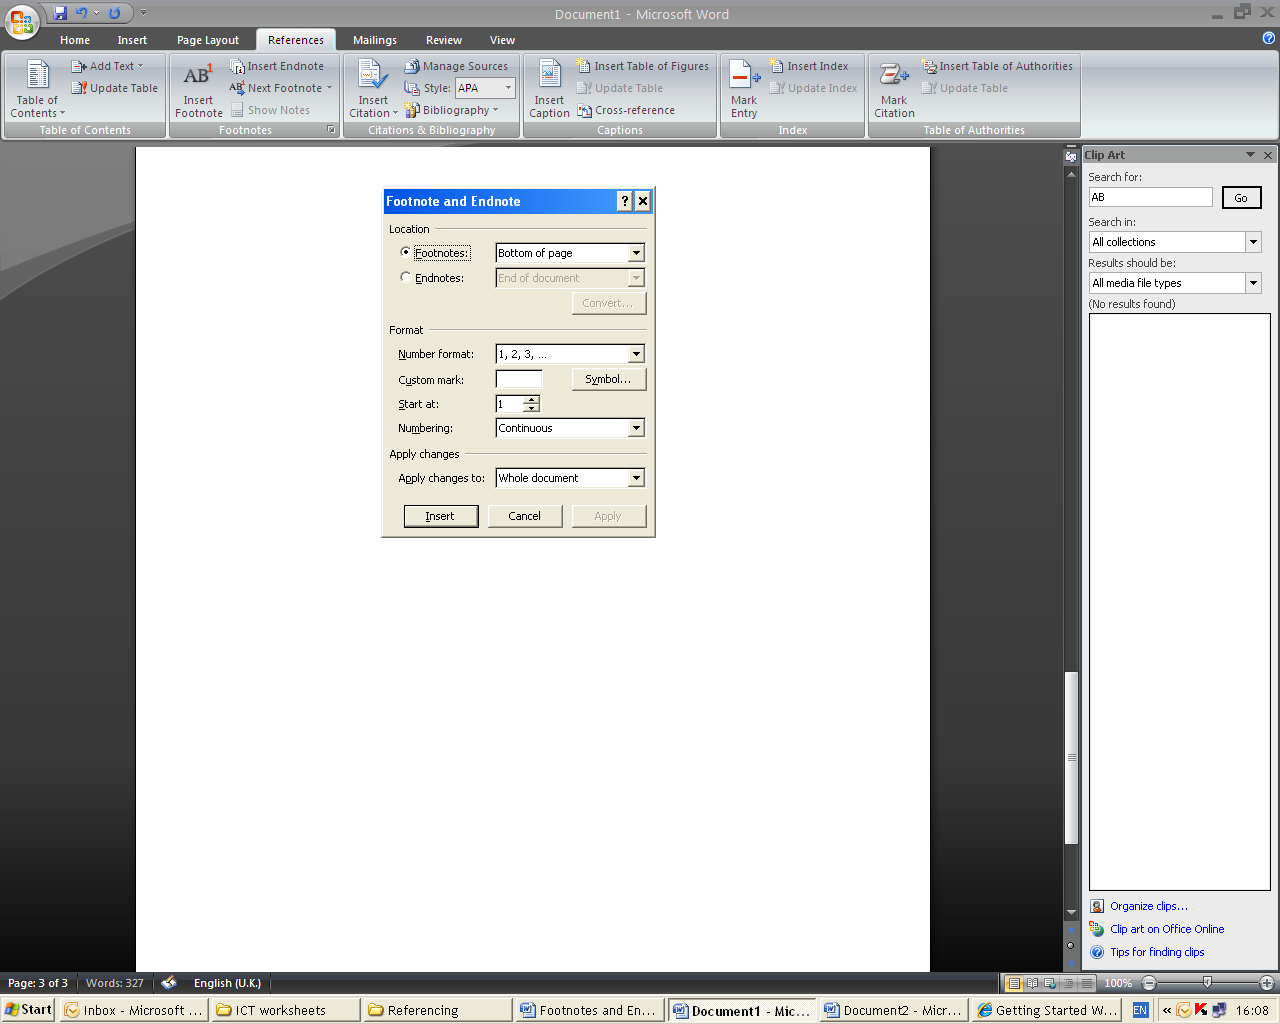 Document1 - Microsoft Word
Home Insert Page Layout References Mailings Review View
Table of Contents
Add Text
Update Table
Table of Contents
AB1
Insert Footnote
Insert Endnote
Next Footnote
Show Notes
Footnotes
Insert Citation
Manage Sources
Style: APA
Bibliography
Citations & Bibliography
Insert Caption
Insert Table of Figures
Update Table
Cross-reference
Captions
Mark Entry
Insert Index
Update Index
Index
Mark Citation
Insert Table of Authorities
Update Table
Table of Authorities
Footnote and Endnote
Location
Footnotes: Bottom of page
Endnotes: End of document
Convert...
Format
Number format: 1, 2, 3, ...
Custom mark: Symbol...
Start at: 1
Numbering: Continuous
Apply changes
Apply changes to: Whole document
Insert Cancel Apply
Clip Art
Search for:
AB Go
Search in:
All collections
Results should be:
All media file types
(No results found)
Organize clips...
Clip art on Office Online
Tips for finding clips
Page: 3 of 3 Words: 327 English (U.K.) 100%
Start Inbox - Microsoft ... ICT worksheets Referencing Footnotes and En... Document1 - Mic... Document2 - Micr... Getting Started W... EN « 16:08